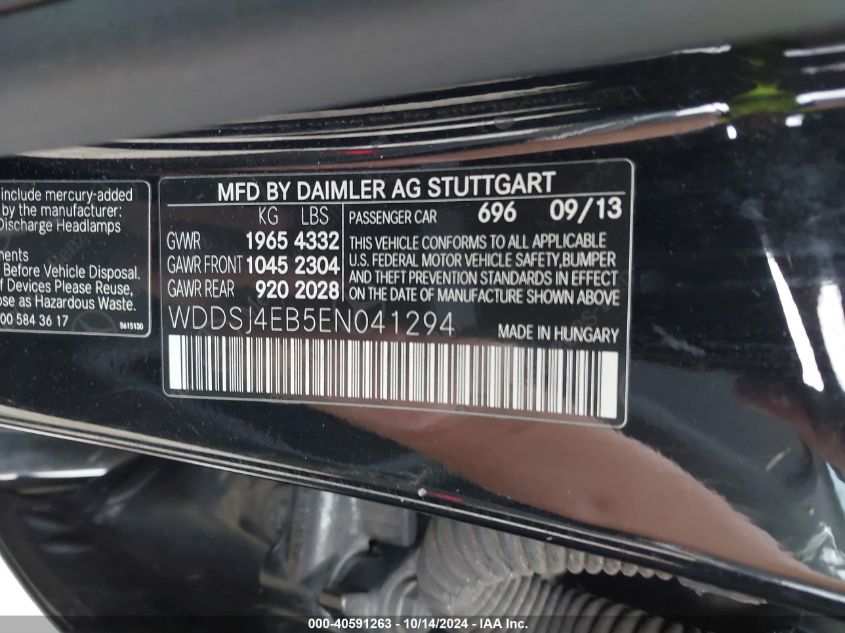 include mercury-added
by the manufacturer:
Discharge Headlamps
Before Vehicle Disposal.
of Devices Please Reuse,
ose as Hazardous Waste.
00 584 36 17
5615130
MFD BY DAIMLER AG STUTTGART
KG LBS
GVWR 1965 4332
GAWR FRONT 1045 2304
GAWR REAR 920 2028
PASSENGER CAR 696 09/13
THIS VEHICLE CONFORMS TO ALL APPLICABLE
U.S. FEDERAL MOTOR VEHICLE SAFETY,BUMPER
AND THEFT PREVENTION STANDARDS IN EFFECT
ON THE DATE OF MANUFACTURE SHOWN ABOVE
WDDSJ4EB5EN041294
MADE IN HUNGARY
000-40591263 - 10/14/2024 - IAA Inc.